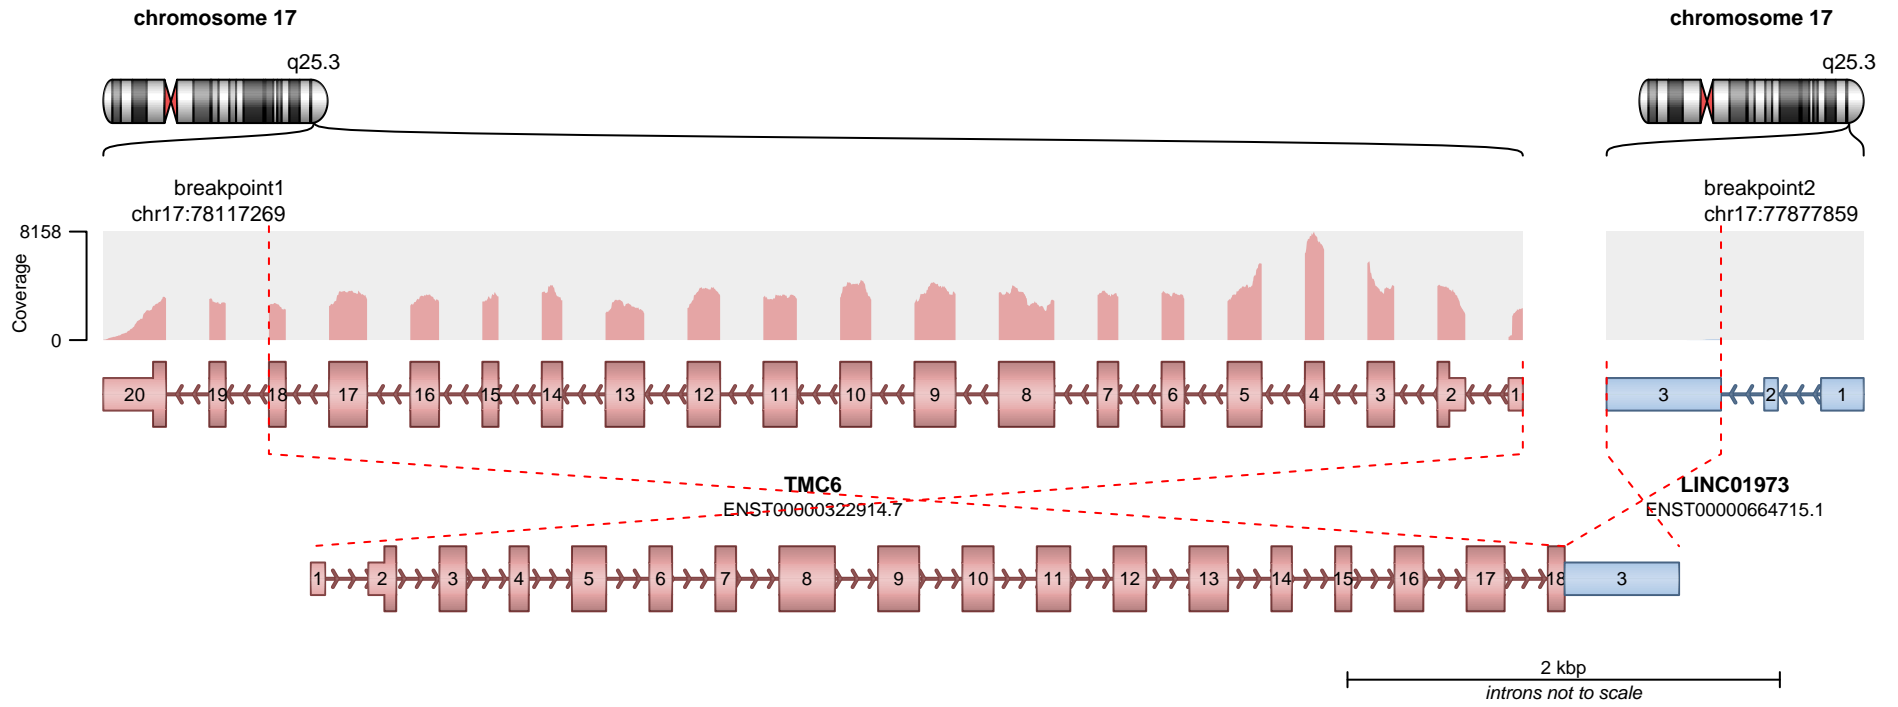 chromosome 17
chromosome 17
q25.3
q25.3
breakpoint1
chr17:78117269
breakpoint2
chr17:77877859
8158
Coverage
0
20 19 18 17 16 15 14 13 12 11 10 9 8 7 6 5 4 3 2 1
3 2 1
TMC6
ENST00000322914.7
LINC01973
ENST00000664715.1
1 2 3 4 5 6 7 8 9 10 11 12 13 14 15 16 17 18 3
2 kbp
introns not to scale